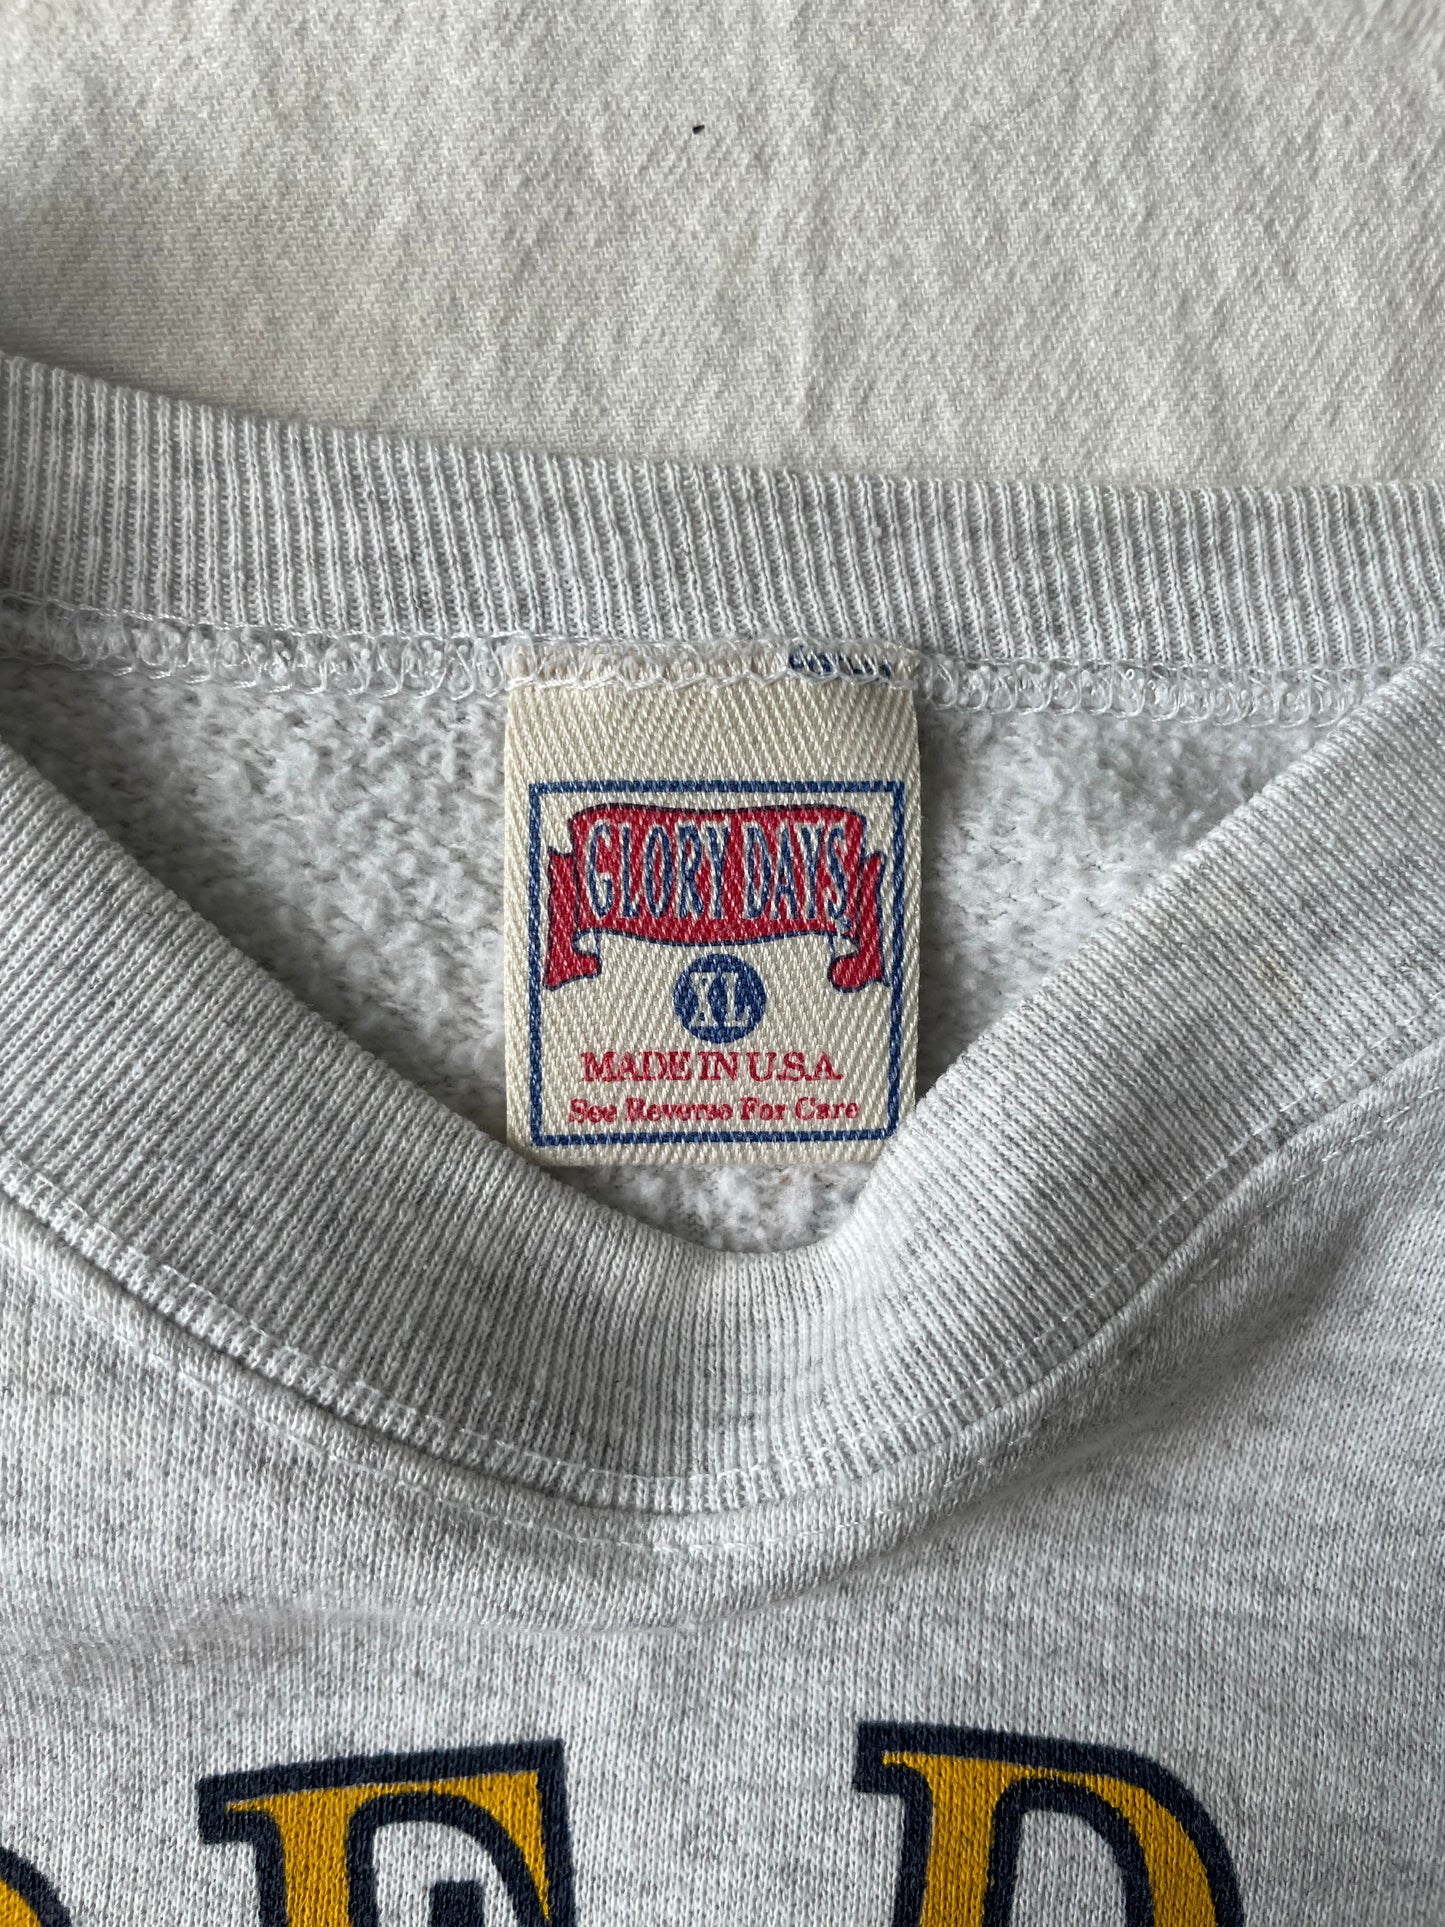 GLORY DAYS
XL
MADE IN U.S.A.
See Reverse For Care